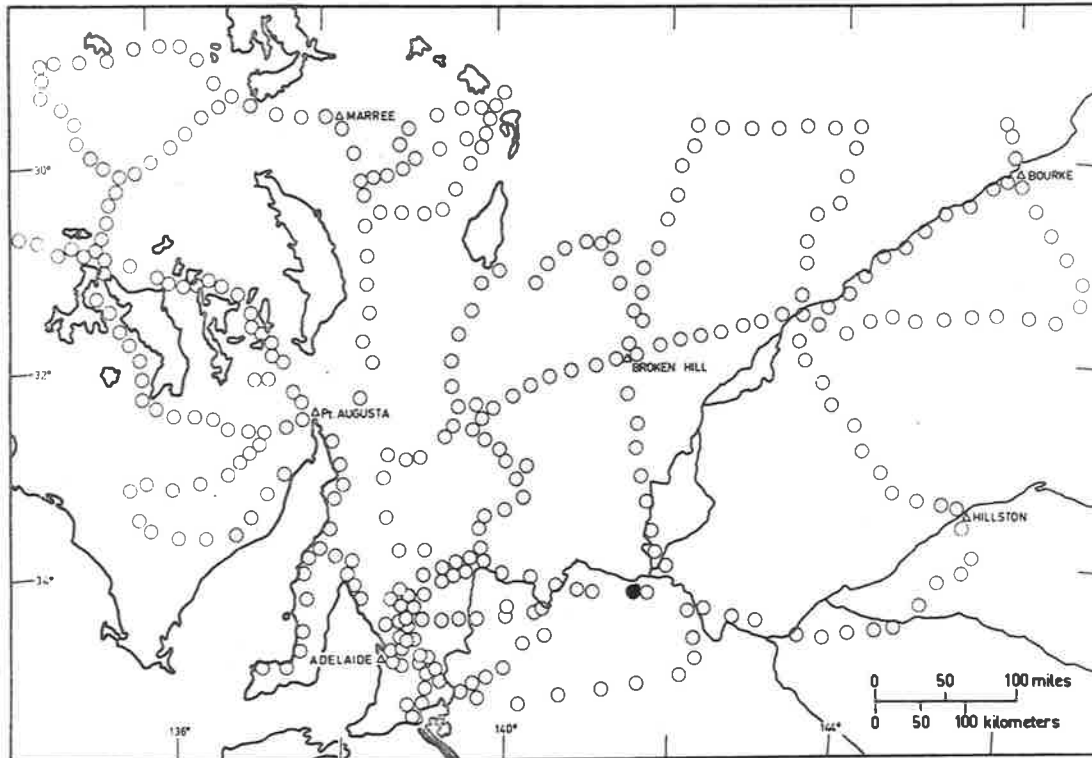 MARREE
30°
BOURKE
32°
BROKEN HILL
Pt. AUGUSTA
HILLSTON
34°
ADELAIDE
0 50 100 miles
0 50 100 kilometers
136° 140° 144°